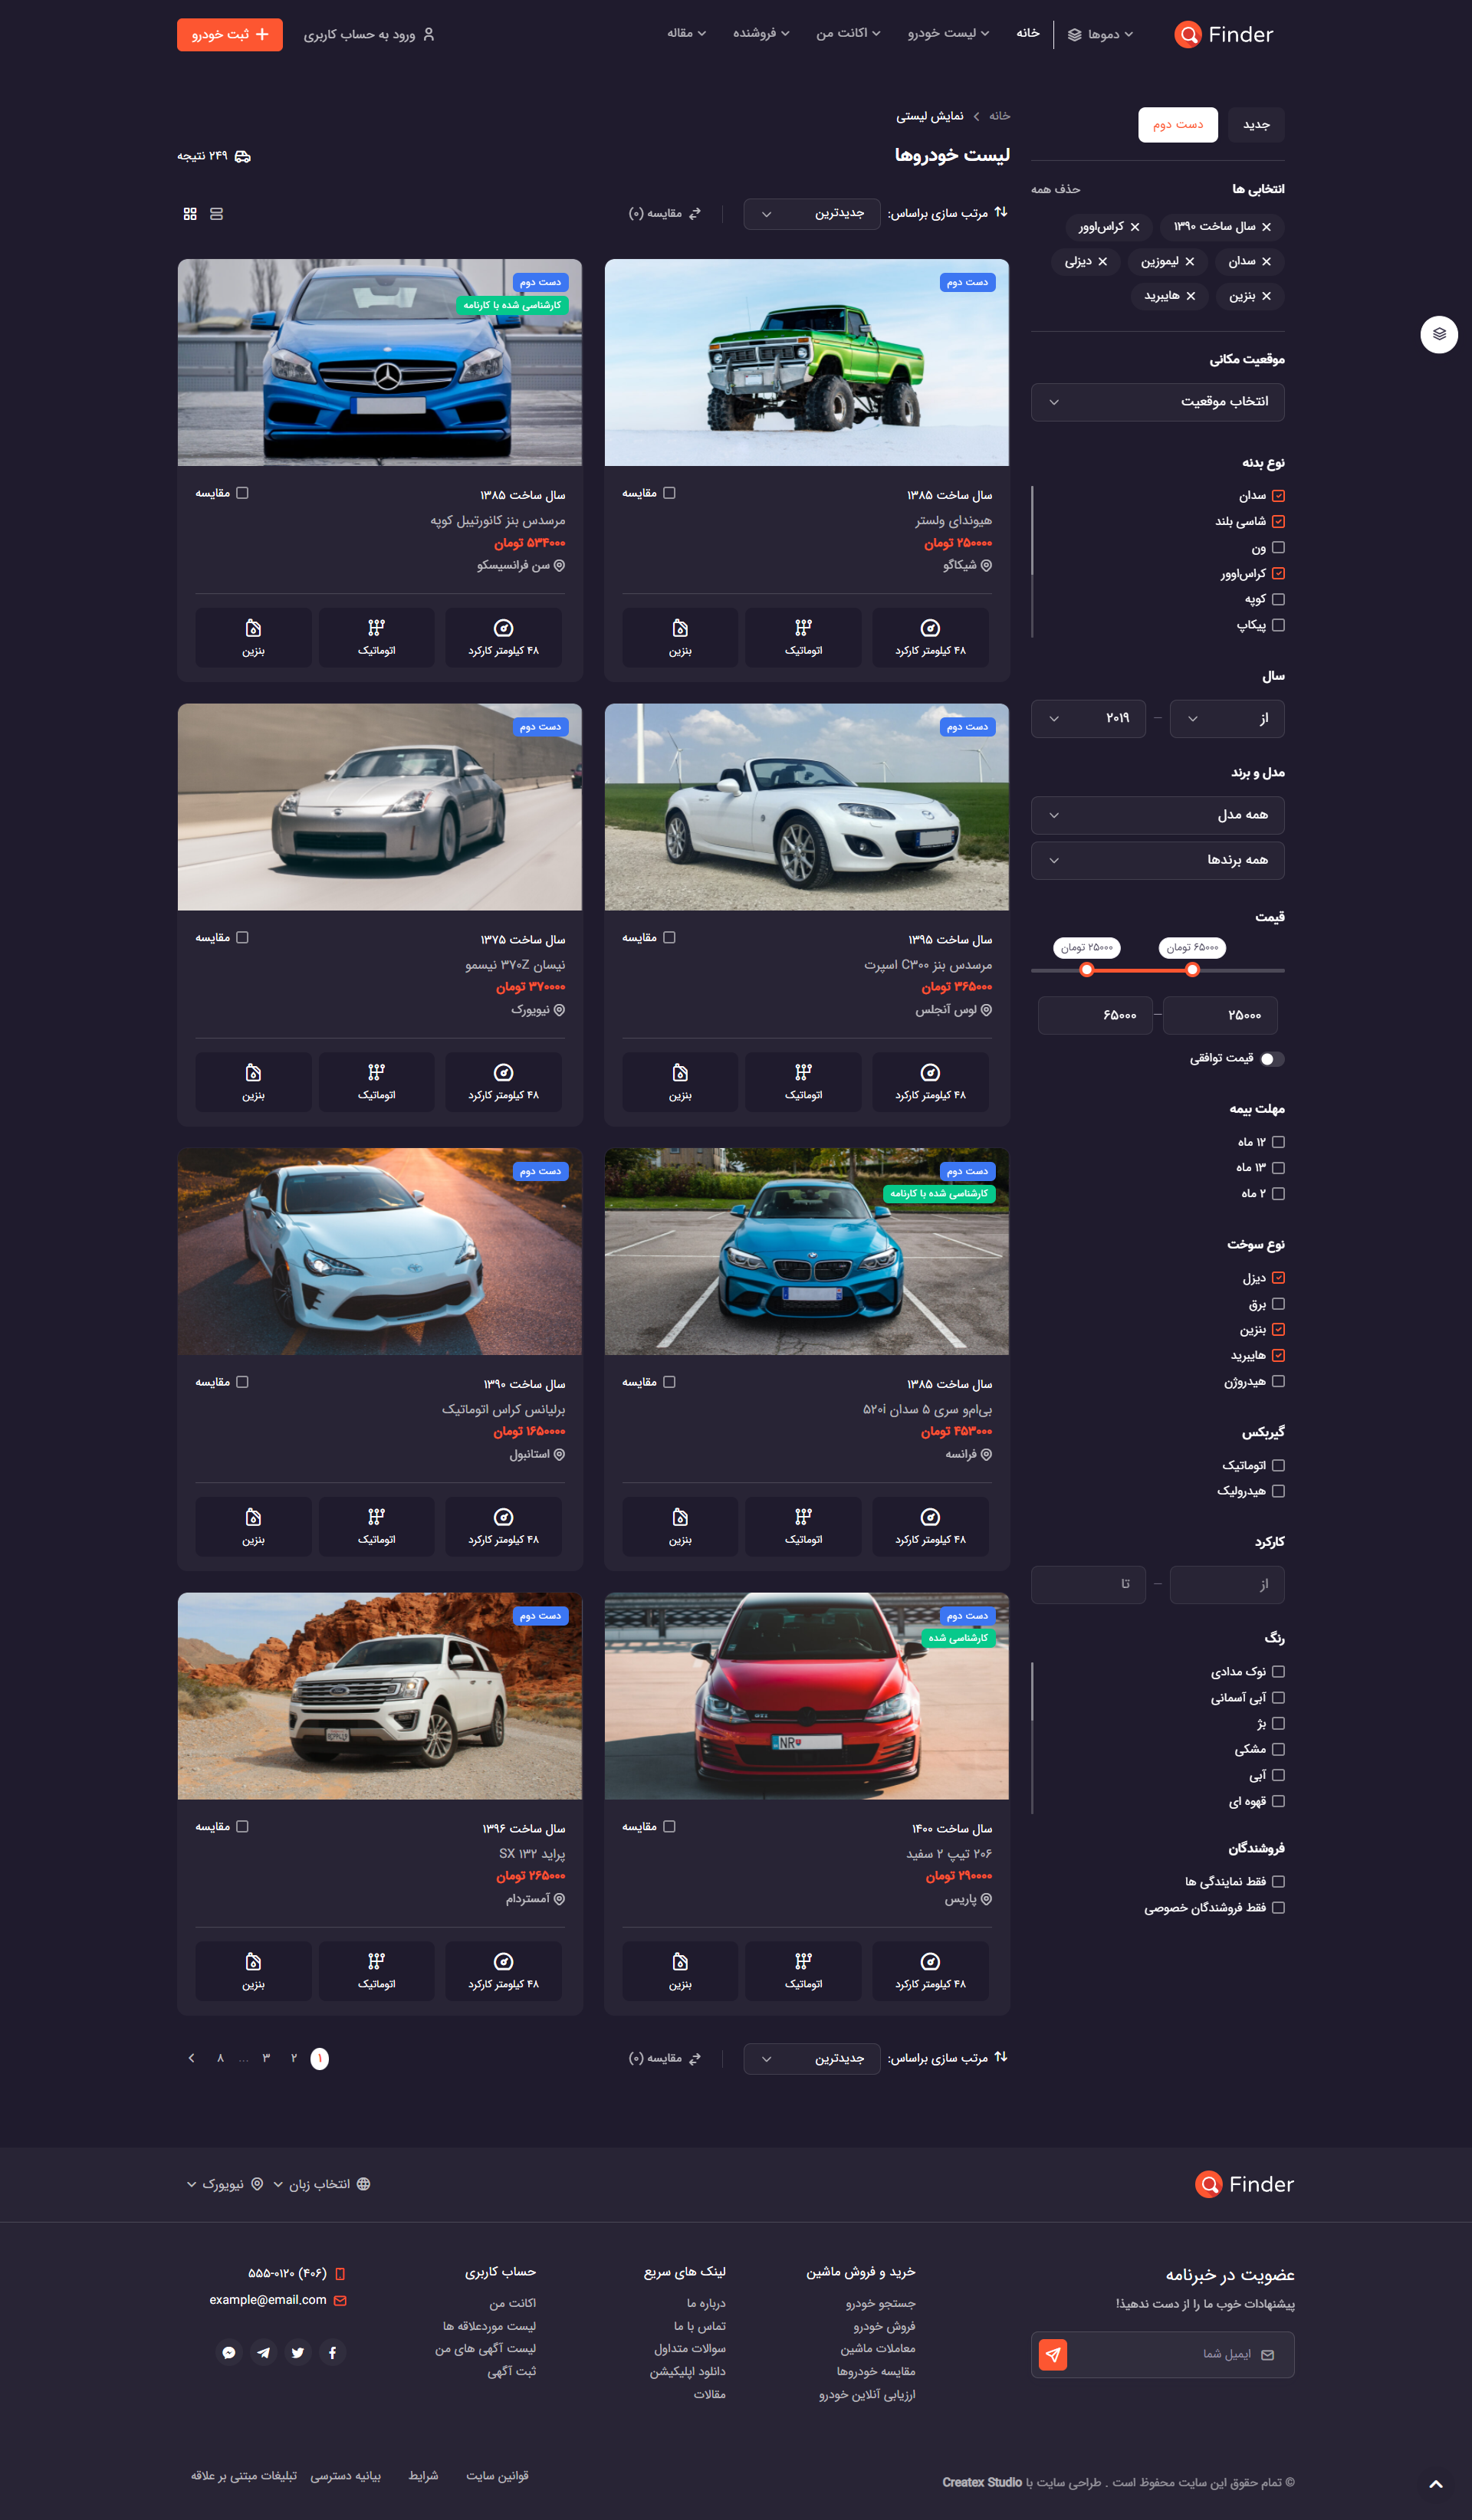 Finder
دموها
خانه
لیست خودرو
اکانت من
فروشنده
مقاله
ورود به حساب کاربری
ثبت خودرو
جدید
دست دوم
انتخابی ها
حذف همه
سال ساخت ۱۳۹۰
کراس‌اوور
سدان
لیموزین
دیزلی
بنزین
هایبرید
موقعیت مکانی
انتخاب موقعیت
نوع بدنه
سدان
شاسی بلند
ون
کراس‌اوور
کوپه
پیکاپ
سال
از
–
۲۰۱۹
مدل و برند
همه مدل
همه برندها
قیمت
۶۵۰۰۰ تومان
۲۵۰۰۰ تومان
۲۵۰۰۰
–
۶۵۰۰۰
قیمت توافقی
مهلت بیمه
۱۲ ماه
۱۳ ماه
۲ ماه
نوع سوخت
دیزل
برق
بنزین
هایبرید
هیدروژن
گیربکس
اتوماتیک
هیدرولیک
کارکرد
از
–
تا
رنگ
نوک مدادی
آبی آسمانی
بژ
مشکی
آبی
قهوه ای
فروشندگان
فقط نمایندگی ها
فقط فروشندگان خصوصی
خانه
نمایش لیستی
لیست خودروها
۲۴۹ نتیجه
مرتب سازی براساس:
جدیدترین
مقایسه (۰)
دست دوم
سال ساخت ۱۳۸۵
مقایسه
هیوندای ولستر
۲۵۰۰۰۰ تومان
شیکاگو
۴۸ کیلومتر کارکرد
اتوماتیک
بنزین
دست دوم
کارشناسی شده با کارنامه
سال ساخت ۱۳۸۵
مقایسه
مرسدس بنز کانورتیبل کوپه
۵۳۴۰۰۰ تومان
سن فرانسیسکو
۴۸ کیلومتر کارکرد
اتوماتیک
بنزین
دست دوم
سال ساخت ۱۳۹۵
مقایسه
مرسدس بنز C۳۰۰ اسپرت
۳۶۵۰۰۰ تومان
لوس آنجلس
۴۸ کیلومتر کارکرد
اتوماتیک
بنزین
دست دوم
سال ساخت ۱۳۷۵
مقایسه
نیسان ۳۷۰Z نیسمو
۳۷۰۰۰۰ تومان
نیویورک
۴۸ کیلومتر کارکرد
اتوماتیک
بنزین
دست دوم
کارشناسی شده با کارنامه
سال ساخت ۱۳۸۵
مقایسه
بی‌ام‌و سری ۵ سدان ۵۲۰i
۴۵۳۰۰۰ تومان
فرانسه
۴۸ کیلومتر کارکرد
اتوماتیک
بنزین
دست دوم
سال ساخت ۱۳۹۰
مقایسه
برلیانس کراس اتوماتیک
۱۶۵۰۰۰۰ تومان
استانبول
۴۸ کیلومتر کارکرد
اتوماتیک
بنزین
دست دوم
کارشناسی شده
GTI
NR
سال ساخت ۱۴۰۰
مقایسه
۲۰۶ تیپ ۲ سفید
۲۹۰۰۰۰ تومان
پاریس
۴۸ کیلومتر کارکرد
اتوماتیک
بنزین
دست دوم
سال ساخت ۱۳۹۶
مقایسه
پراید ۱۳۲ SX
۲۶۵۰۰۰ تومان
آمستردام
۴۸ کیلومتر کارکرد
اتوماتیک
بنزین
مرتب سازی براساس:
جدیدترین
مقایسه (۰)
۱
۲
۳
...
۸
Finder
انتخاب زبان
نیویورک
عضویت در خبرنامه
پیشنهادات خوب ما را از دست ندهید!
ایمیل شما
خرید و فروش ماشین
جستجو خودرو
فروش خودرو
معاملات ماشین
مقایسه خودروها
ارزیابی آنلاین خودرو
لینک های سریع
درباره ما
تماس با ما
سوالات متداول
دانلود اپلیکیشن
مقالات
حساب کاربری
اکانت من
لیست موردعلاقه ها
لیست آگهی های من
ثبت آگهی
(۴۰۶) ۵۵۵-۰۱۲۰
example@email.com
© تمام حقوق این سایت محفوظ است . طراحی سایت با Createx Studio
قوانین سایت
شرایط
بیانیه دسترسی
تبلیغات مبتنی بر علاقه